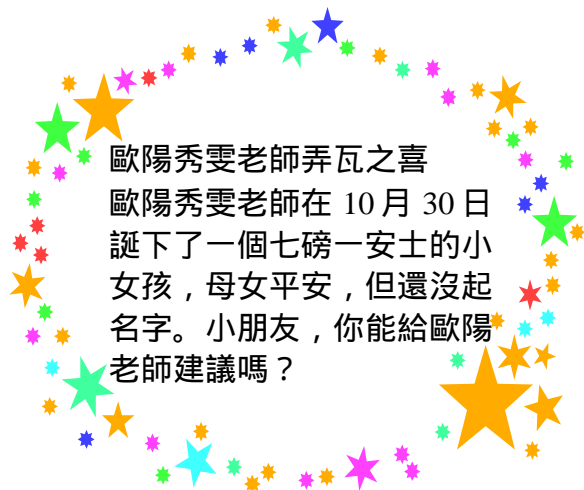 歐陽秀雯老師弄瓦之喜
歐陽秀雯老師在 10 月 30 日
誕下了一個七磅一安士的小
女孩，母女平安，但還沒起
名字。小朋友，你能給歐陽
老師建議嗎？